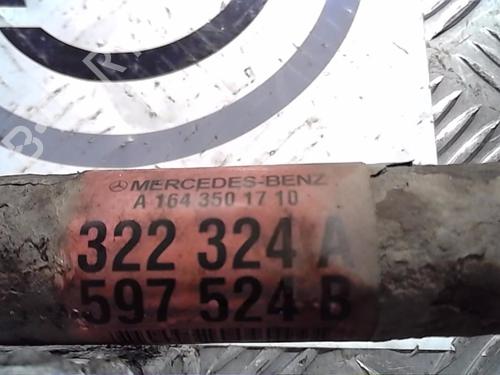 MERCEDES-BENZ
A 164 350 17 10
322 324 A
597 524 B